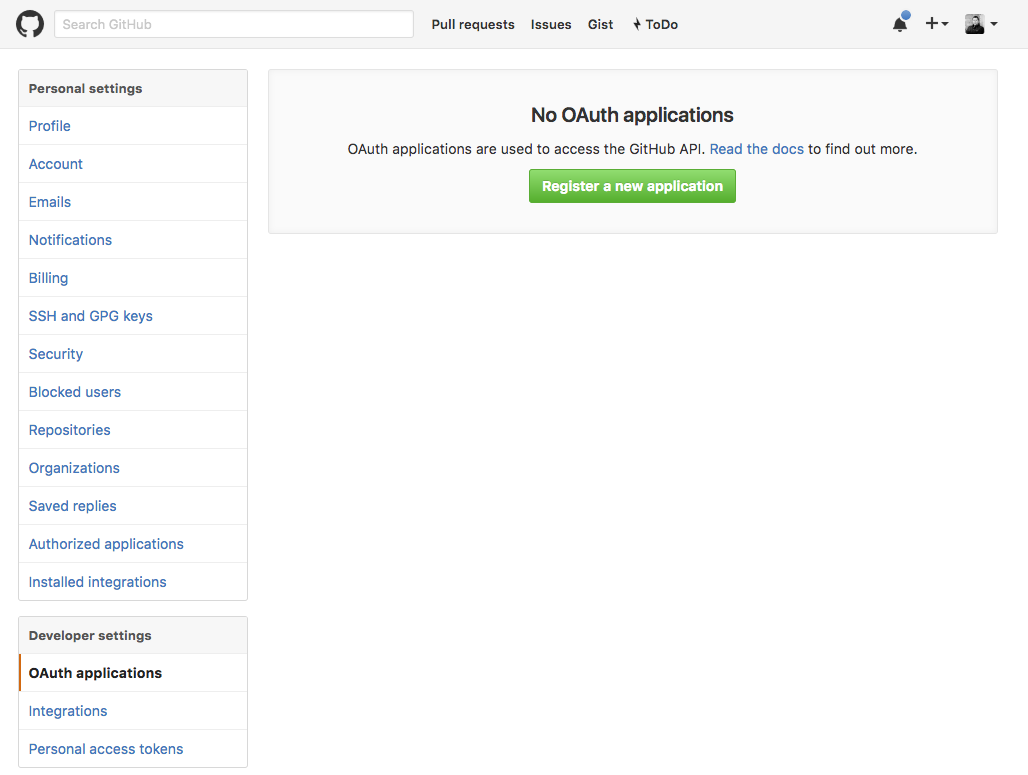 Search GitHub
Pull requests
Issues
Gist
ToDo
Personal settings
Profile
Account
Emails
Notifications
Billing
SSH and GPG keys
Security
Blocked users
Repositories
Organizations
Saved replies
Authorized applications
Installed integrations
Developer settings
OAuth applications
Integrations
Personal access tokens
No OAuth applications
OAuth applications are used to access the GitHub API. Read the docs to find out more.
Register a new application